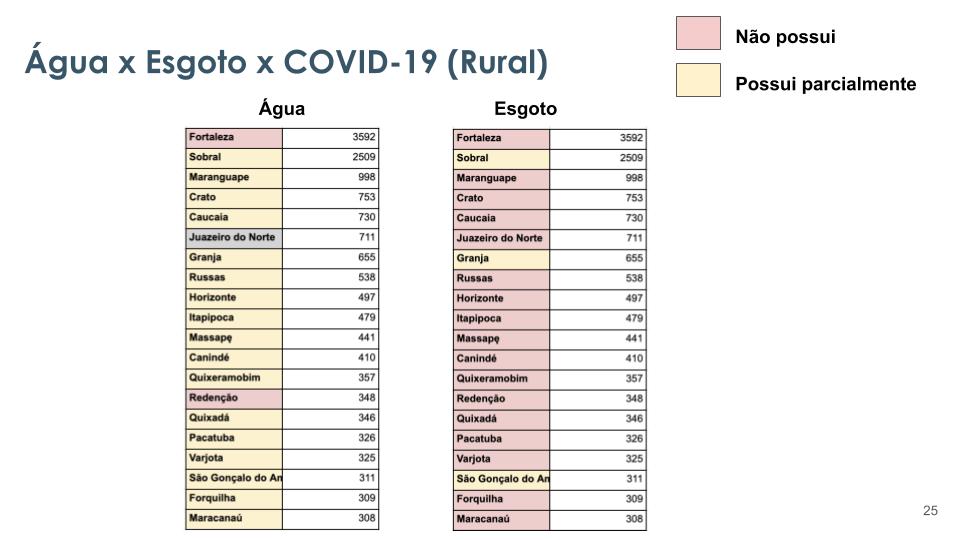 Não possui
Água x Esgoto x COVID-19 (Rural)
Possui parcialmente
Água
Fortaleza 3592
Sobral 2509
Maranguape 998
Crato 753
Caucaia 730
Juazeiro do Norte 711
Granja 655
Russas 538
Horizonte 497
Itapipoca 479
Massapę 441
Canindé 410
Quixeramobim 357
Redenção 348
Quixadá 346
Pacatuba 326
Varjota 325
São Gonçalo do An 311
Forquilha 309
Maracanaú 308
Esgoto
Fortaleza 3592
Sobral 2509
Maranguape 998
Crato 753
Caucaia 730
Juazeiro do Norte 711
Granja 655
Russas 538
Horizonte 497
Itapipoca 479
Massapę 441
Canindé 410
Quixeramobim 357
Redenção 348
Quixadá 346
Pacatuba 326
Varjota 325
São Gonçalo do An 311
Forquilha 309
Maracanaú 308
25